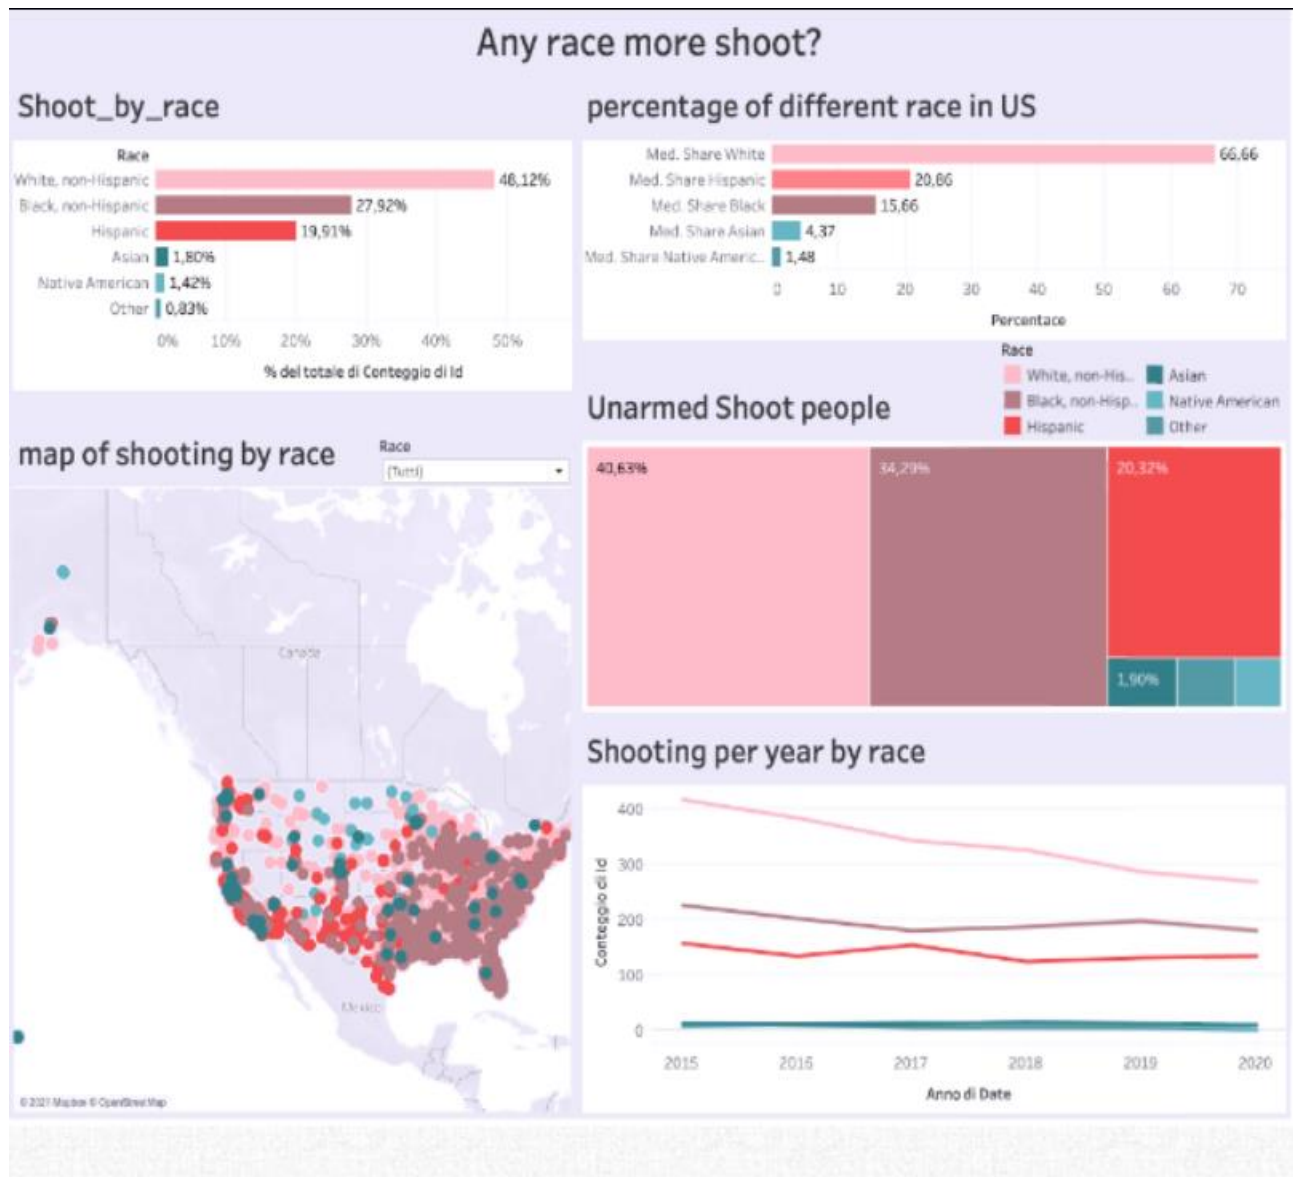 Any race more shoot?
Shoot_by_race
Race
White, non-Hispanic 48,12%
Black, non-Hispanic 27,92%
Hispanic 19,91%
Asian 1,80%
Native American 1,42%
Other 0,83%
0% 10% 20% 30% 40% 50%
% del totale di Conteggio di Id
percentage of different race in US
Med. Share White 66,66
Med. Share Hispanic 20,86
Med. Share Black 15,66
Med. Share Asian 4,37
Med. Share Native Americ.. 1,48
0 10 20 30 40 50 60 70
Percentace
Race
White, non-His.. Asian
Black, non-Hisp.. Native American
Hispanic Other
Unarmed Shoot people
40,63% 34,29% 20,32%
1,90%
map of shooting by race
Race
(Tutti)
Canada
Mexico
© 2021 Mapbox © OpenStreetMap
Shooting per year by race
Conteggio di Id
400
300
200
100
0
2015 2016 2017 2018 2019 2020
Anno di Date